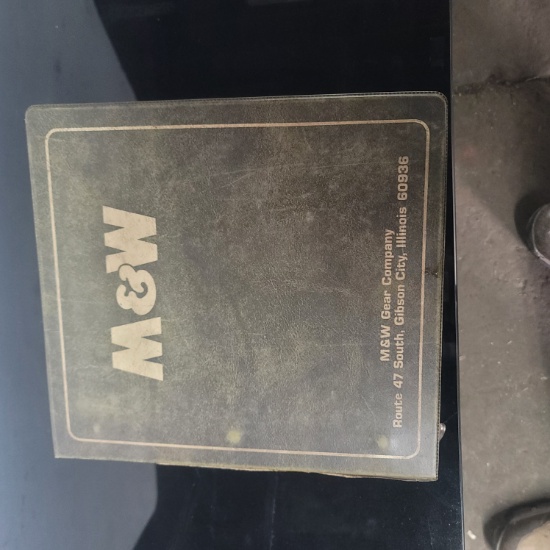 M&W
M&W Gear Company
Route 47 South, Gibson City, Illinois 60936